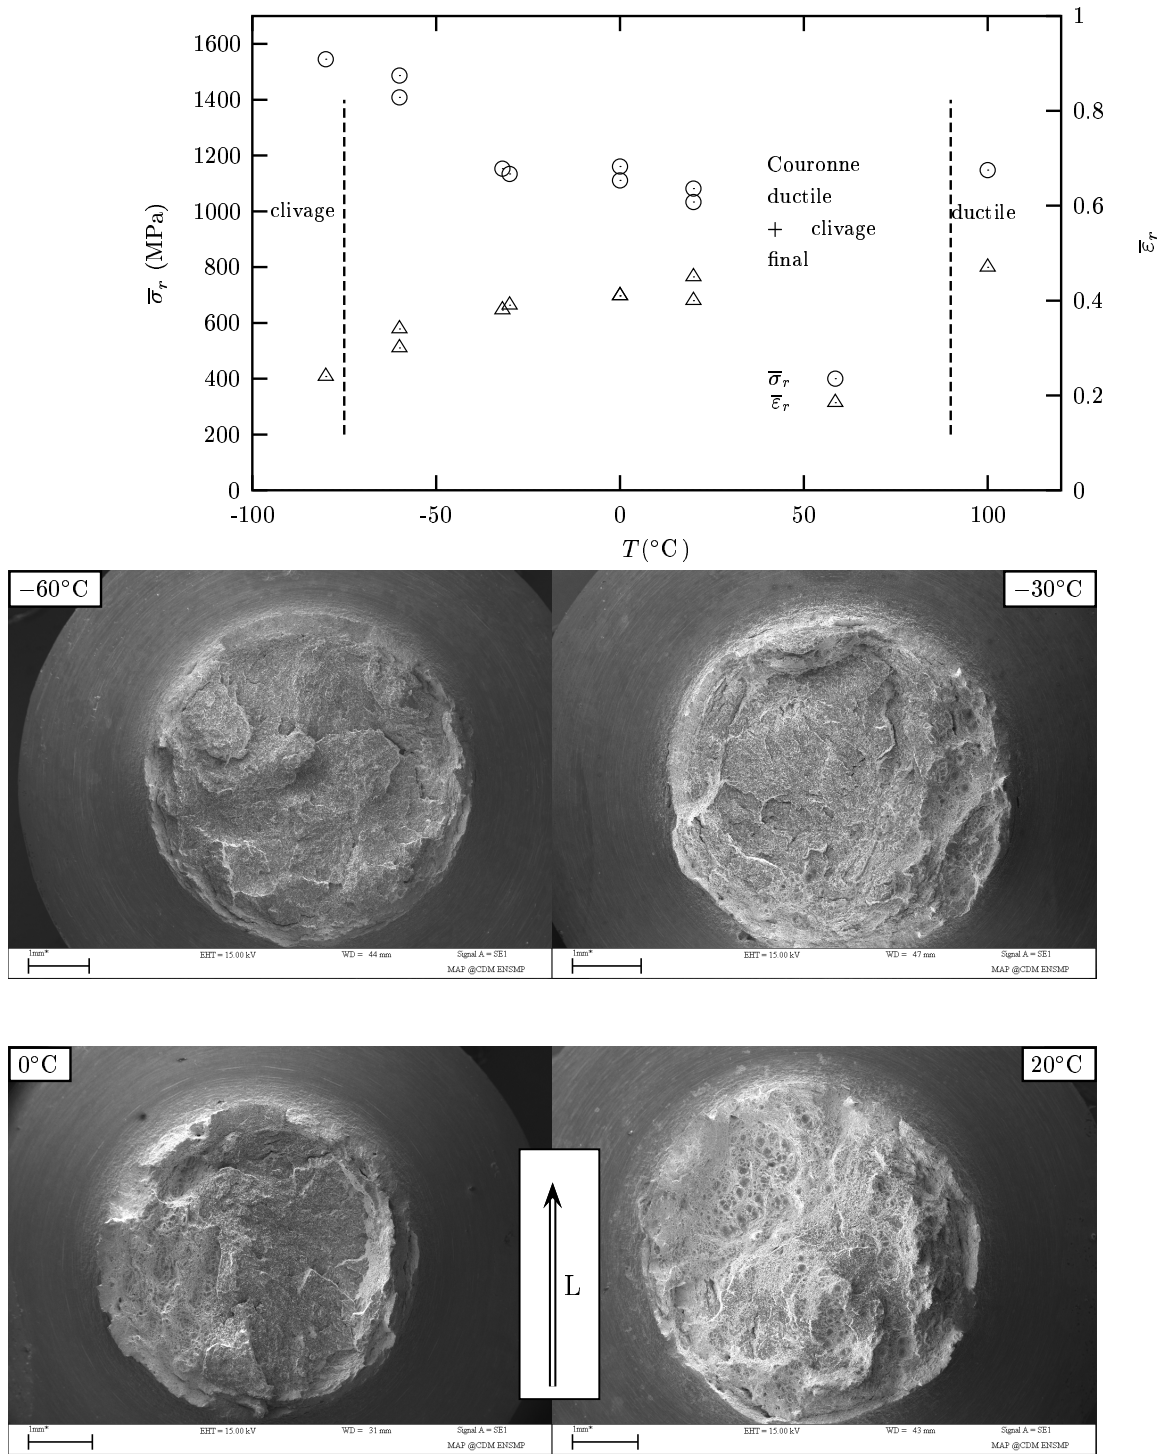 1600
1400
1200
1000
800
600
400
200
0
1
0.8
0.6
0.4
0.2
0
σ̅r (MPa)
ε̅r
clivage
Couronne
ductile
+ clivage
final
ductile
σ̅r
ε̅r
-100 -50 0 50 100
T(°C)
−60°C
−30°C
1mm* EHT = 15.00 kV WD = 44 mm Signal A = SE1
MAP @CDM ENSMP
1mm* EHT = 15.00 kV WD = 47 mm Signal A = SE1
MAP @CDM ENSMP
0°C
20°C
L
1mm* EHT = 15.00 kV WD = 31 mm Signal A = SE1
MAP @CDM ENSMP
1mm* EHT = 15.00 kV WD = 43 mm Signal A = SE1
MAP @CDM ENSMP